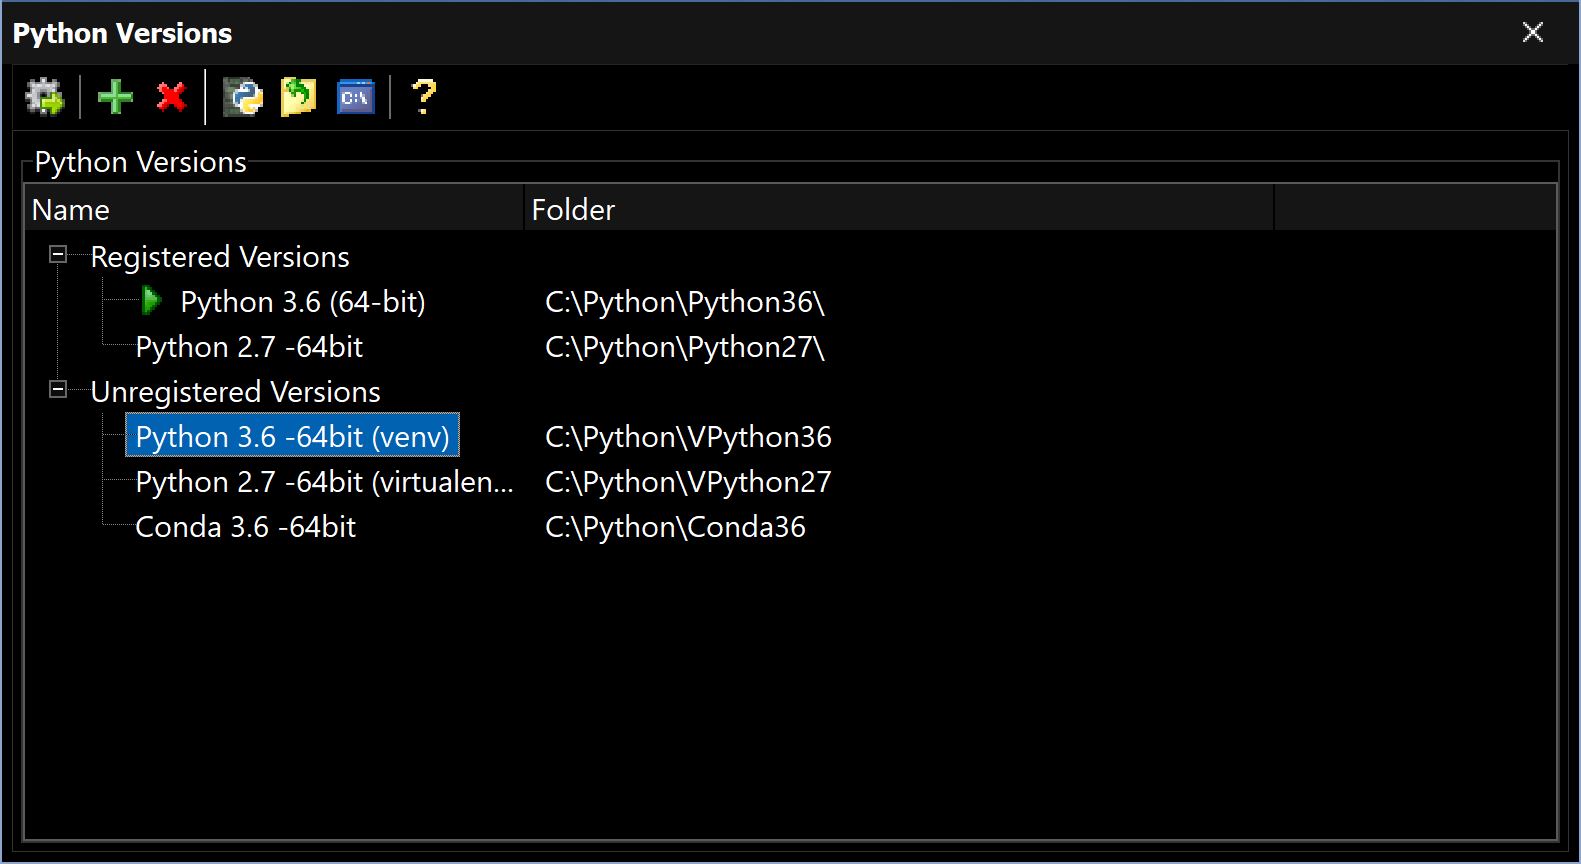 Python Versions
C:\
?
Python Versions
Name Folder
Registered Versions
Python 3.6 (64-bit) C:\Python\Python36\
Python 2.7 -64bit C:\Python\Python27\
Unregistered Versions
Python 3.6 -64bit (venv) C:\Python\VPython36
Python 2.7 -64bit (virtualen... C:\Python\VPython27
Conda 3.6 -64bit C:\Python\Conda36